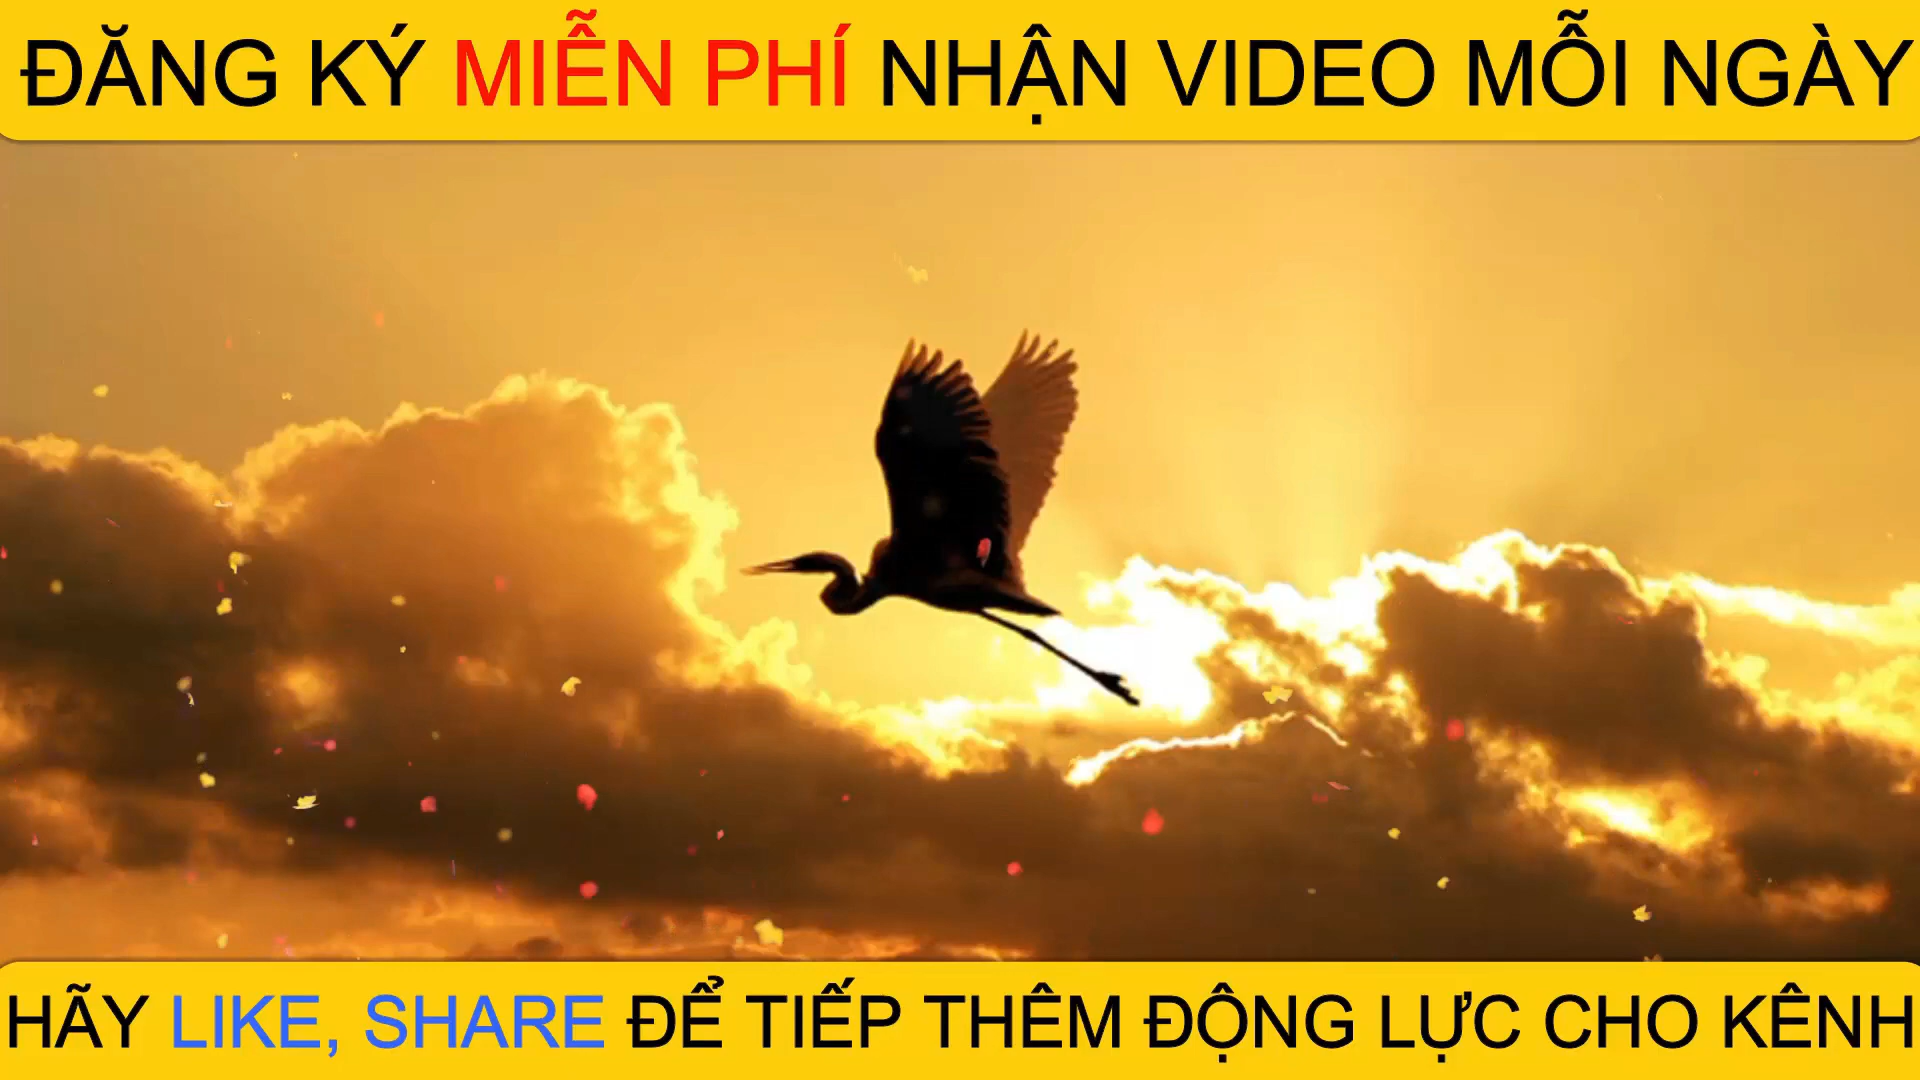 ĐĂNG KÝ MIỄN PHÍ NHẬN VIDEO MỖI NGÀY
HÃY LIKE, SHARE ĐỂ TIẾP THÊM ĐỘNG LỰC CHO KÊNH